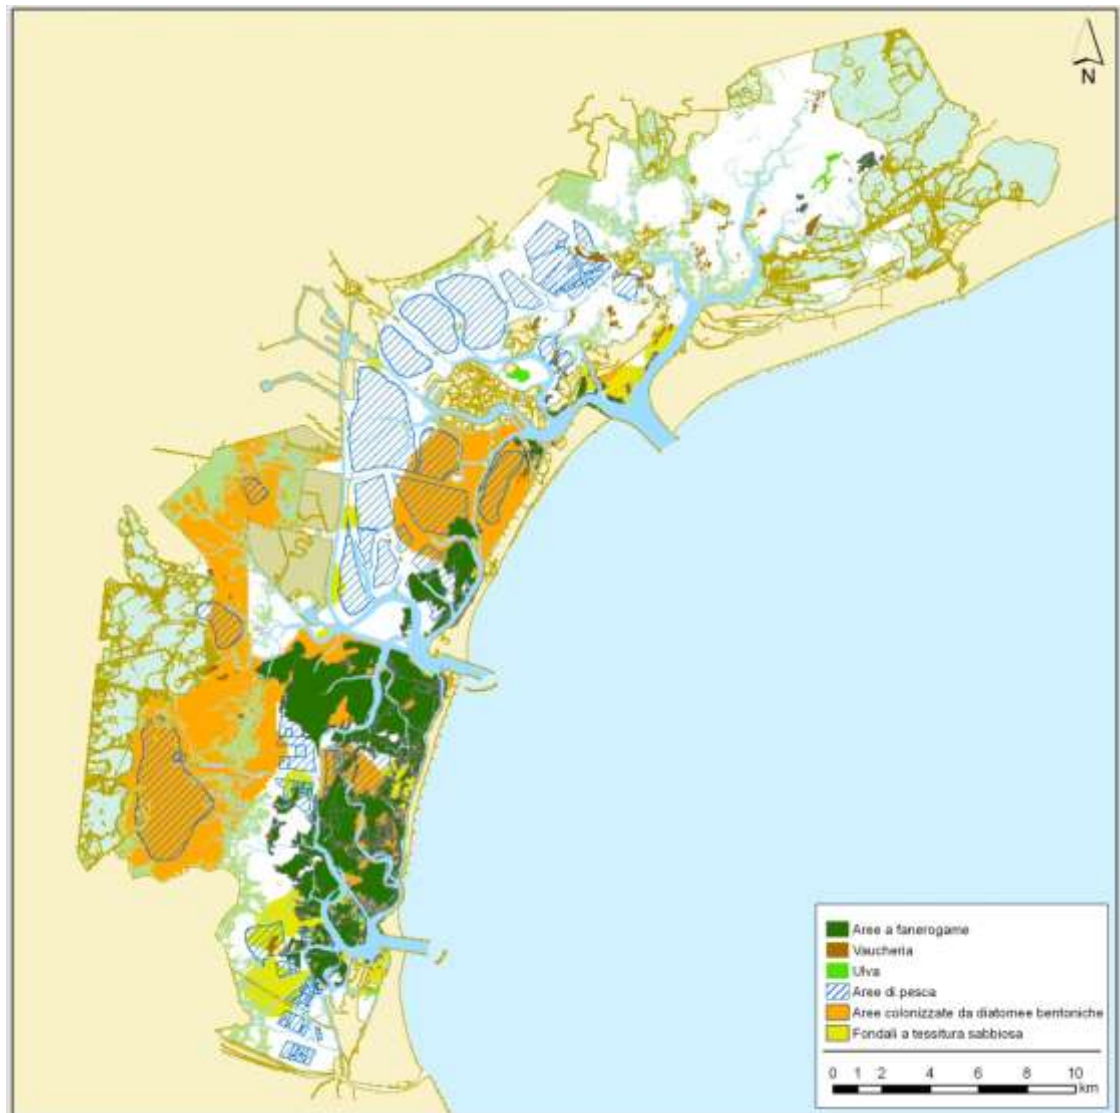 N
Aree a fanerogame
Vaucheria
Ulva
Aree di pesca
Aree colonizzate da diatomee bentoniche
Fondali a tessitura sabbiosa
0 1 2 4 6 8 10
km